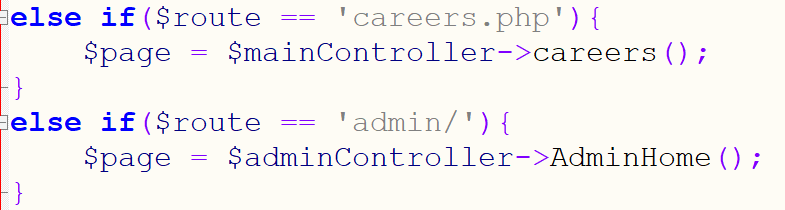 else if($route == 'careers.php'){
    $page = $mainController->careers();
}
else if($route == 'admin/'){
    $page = $adminController->AdminHome();
}